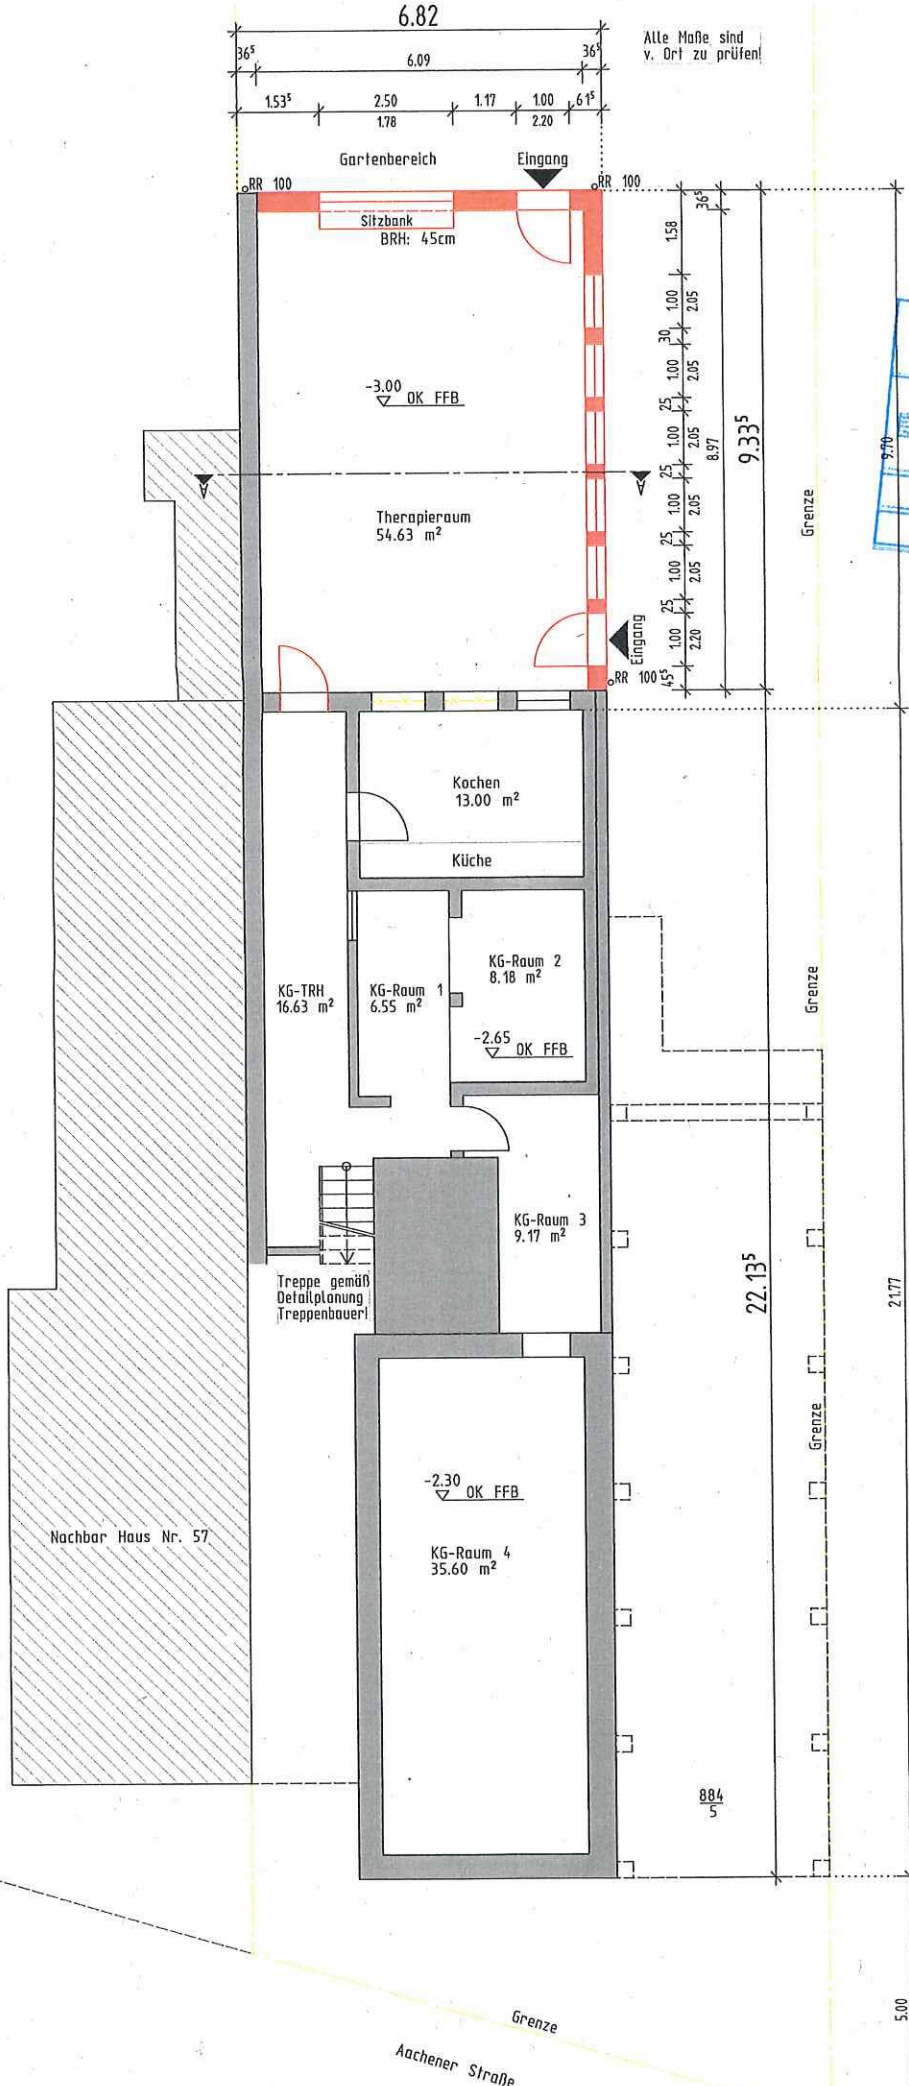 6.82
Alle Maße sind
v. Ort zu prüfen!
36⁵ 6.09 36⁵
1.53⁵ 2.50 1.17 1.00 61⁵
1.78 2.20
Gartenbereich Eingang
RR 100 RR 100
Sitzbank
BRH: 45cm
36⁵
1.58
1.00 2.05
30
1.00 2.05
25
1.00 2.05
25
1.00 2.05
25
1.00 2.05
25
1.00 2.20
45⁵
8.97
9.33⁵
9.70
-3.00 OK FFB
A A
Therapieraum
54.63 m²
Grenze
Eingang
RR 100
Kochen
13.00 m²
Küche
KG-TRH
16.63 m²
KG-Raum 1
6.55 m²
KG-Raum 2
8.18 m²
-2.65 OK FFB
Grenze
KG-Raum 3
9.17 m²
22.13⁵
21.77
Treppe gemäß
Detailplanung
Treppenbauer!
Grenze
-2.30 OK FFB
KG-Raum 4
35.60 m²
Nachbar Haus Nr. 57
884
5
5.00
Grenze
Aachener Straße